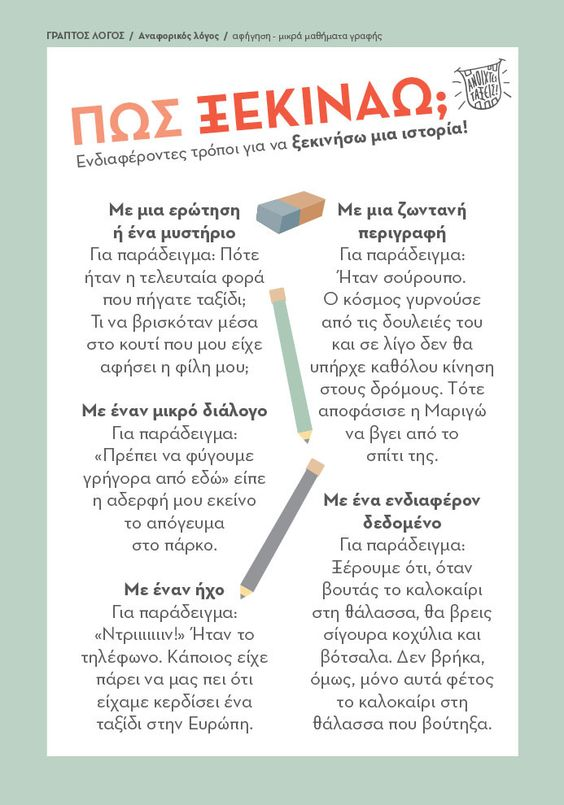 ΓΡΑΠΤΟΣ ΛΟΓΟΣ / Αναφορικός λόγος / αφήγηση - μικρά μαθήματα γραφής
ΑΝΟΙΧΤΕΣ
ΤΑΞΕΙΣ!
ΠΩΣ ΞΕΚΙΝΑΩ;
Ενδιαφέροντες τρόποι για να ξεκινήσω μια ιστορία!
Με μια ερώτηση
ή ένα μυστήριο
Για παράδειγμα: Πότε
ήταν η τελευταία φορά
που πήγατε ταξίδι;
Τι να βρισκόταν μέσα
στο κουτί που μου είχε
αφήσει η φίλη μου;
Με έναν μικρό διάλογο
Για παράδειγμα:
«Πρέπει να φύγουμε
γρήγορα από εδώ» είπε
η αδερφή μου εκείνο
το απόγευμα
στο πάρκο.
Με έναν ήχο
Για παράδειγμα:
«Ντριιιιιιιν!» Ήταν το
τηλέφωνο. Κάποιος είχε
πάρει να μας πει ότι
είχαμε κερδίσει ένα
ταξίδι στην Ευρώπη.
Με μια ζωντανή
περιγραφή
Για παράδειγμα:
Ήταν σούρουπο.
Ο κόσμος γυρνούσε
από τις δουλειές του
και σε λίγο δεν θα
υπήρχε καθόλου κίνηση
στους δρόμους. Τότε
αποφάσισε η Μαριγώ
να βγει από το
σπίτι της.
Με ένα ενδιαφέρον
δεδομένο
Για παράδειγμα:
Ξέρουμε ότι, όταν
βουτάς το καλοκαίρι
στη θάλασσα, θα βρεις
σίγουρα κοχύλια και
βότσαλα. Δεν βρήκα,
όμως, μόνο αυτά φέτος
το καλοκαίρι στη
θάλασσα που βούτηξα.